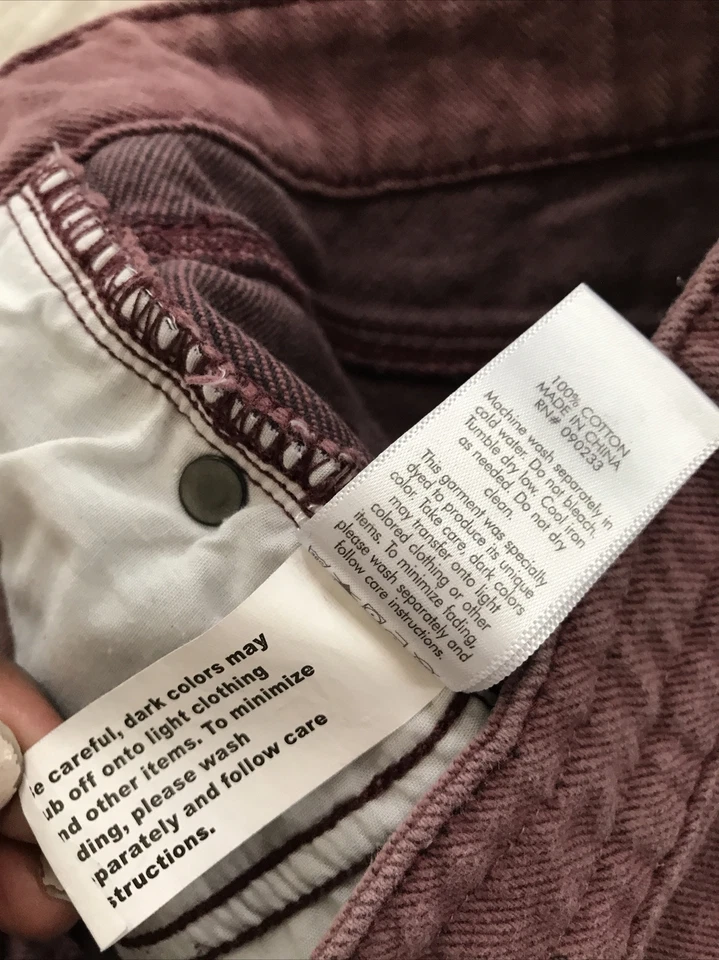 100% COTTON
MADE IN CHINA
RN# 090233
Machine wash separately in
cold water. Do not bleach.
Tumble dry low. Cool iron
as needed. Do not dry
clean.
This garment was specially
dyed to produce its unique
color. Take care, dark colors
may transfer onto light
colored clothing or other
items. To minimize fading,
please wash separately and
follow care instructions.
e careful, dark colors may
ub off onto light clothing
nd other items. To minimize
ding, please wash
parately and follow care
structions.